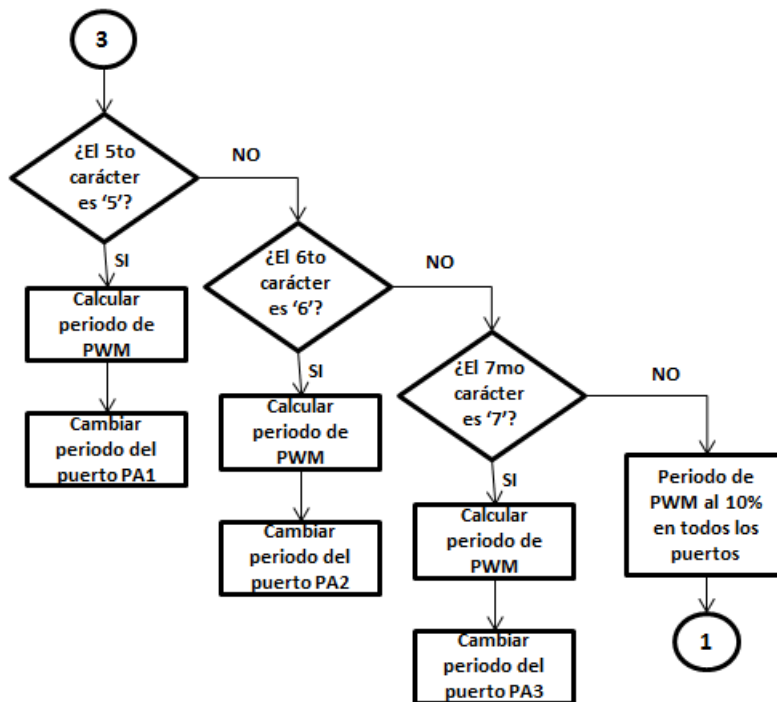 3
¿El 5to
carácter
es ‘5’?
NO
SI
Calcular
periodo de
PWM
Cambiar
periodo del
puerto PA1
¿El 6to
carácter
es ‘6’?
NO
SI
Calcular
periodo de
PWM
Cambiar
periodo del
puerto PA2
¿El 7mo
carácter
es ‘7’?
NO
SI
Calcular
periodo de
PWM
Cambiar
periodo del
puerto PA3
Periodo de
PWM al 10%
en todos los
puertos
1